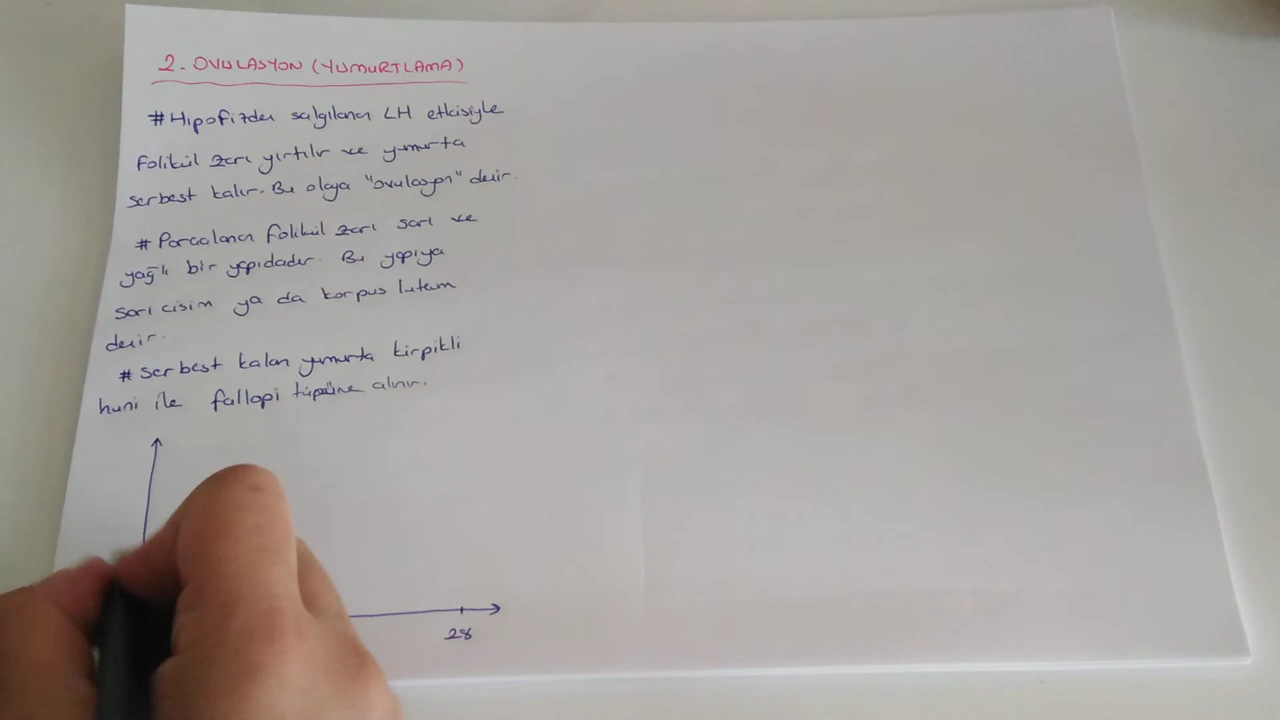 2. OVULASYON (YUMURTLAMA)
# Hipofizden salgılanan LH etkisiyle
folikül zarı yırtılır ve yumurta
serbest kalır. Bu olaya "ovulasyon" denir.
# Parçalanan folikül zarı sarı ve
yağlı bir yapıdadır. Bu yapıya
sarı cisim ya da korpus luteum
denir.
# Serbest kalan yumurta kirpikli
huni ile fallopi tüpüne alınır.
28